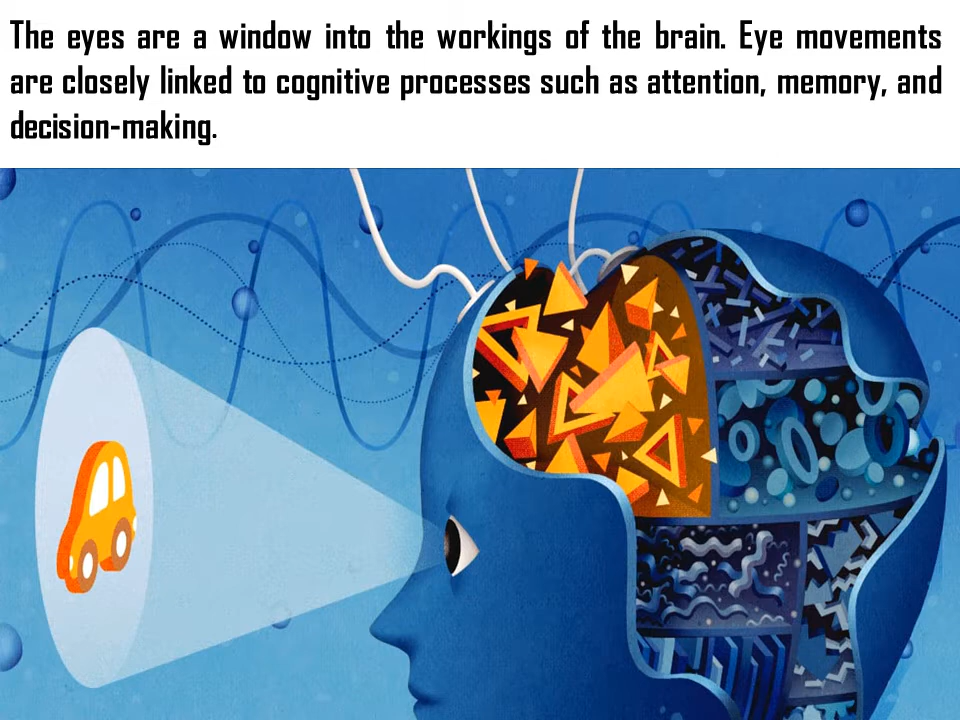 The eyes are a window into the workings of the brain. Eye movements
are closely linked to cognitive processes such as attention, memory, and
decision-making.